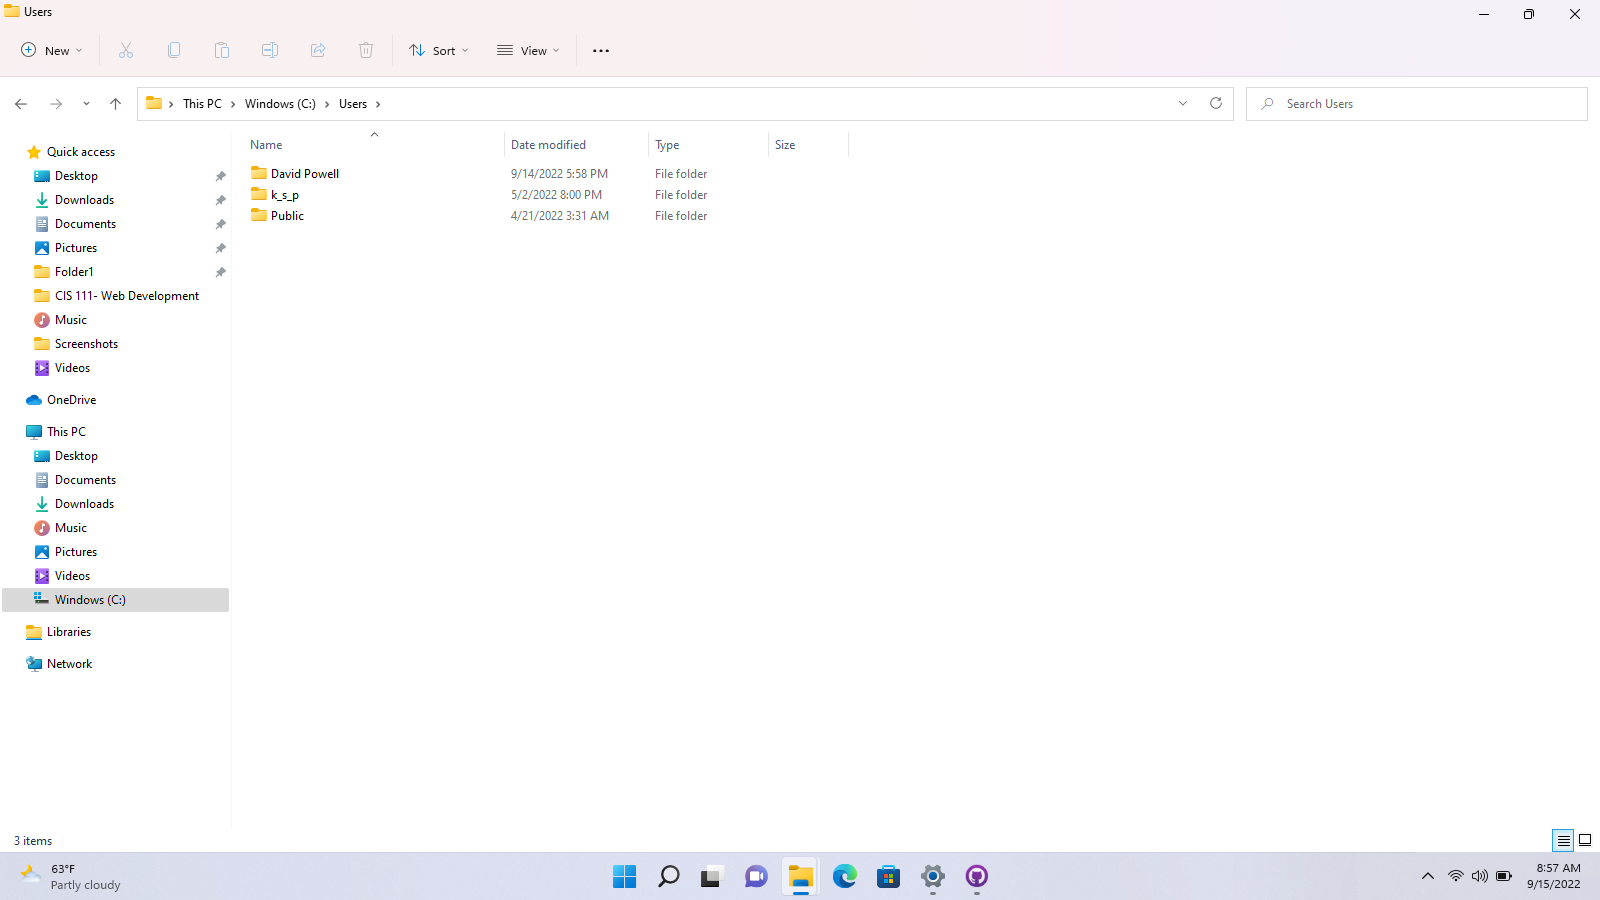 Users
New
Sort
View
This PC
Windows (C:)
Users
Search Users
Quick access
Desktop
Downloads
Documents
Pictures
Folder1
CIS 111- Web Development
Music
Screenshots
Videos
OneDrive
This PC
Desktop
Documents
Downloads
Music
Pictures
Videos
Windows (C:)
Libraries
Network
Name Date modified Type Size
David Powell 9/14/2022 5:58 PM File folder
k_s_p 5/2/2022 8:00 PM File folder
Public 4/21/2022 3:31 AM File folder
3 items
63°F
Partly cloudy
8:57 AM
9/15/2022